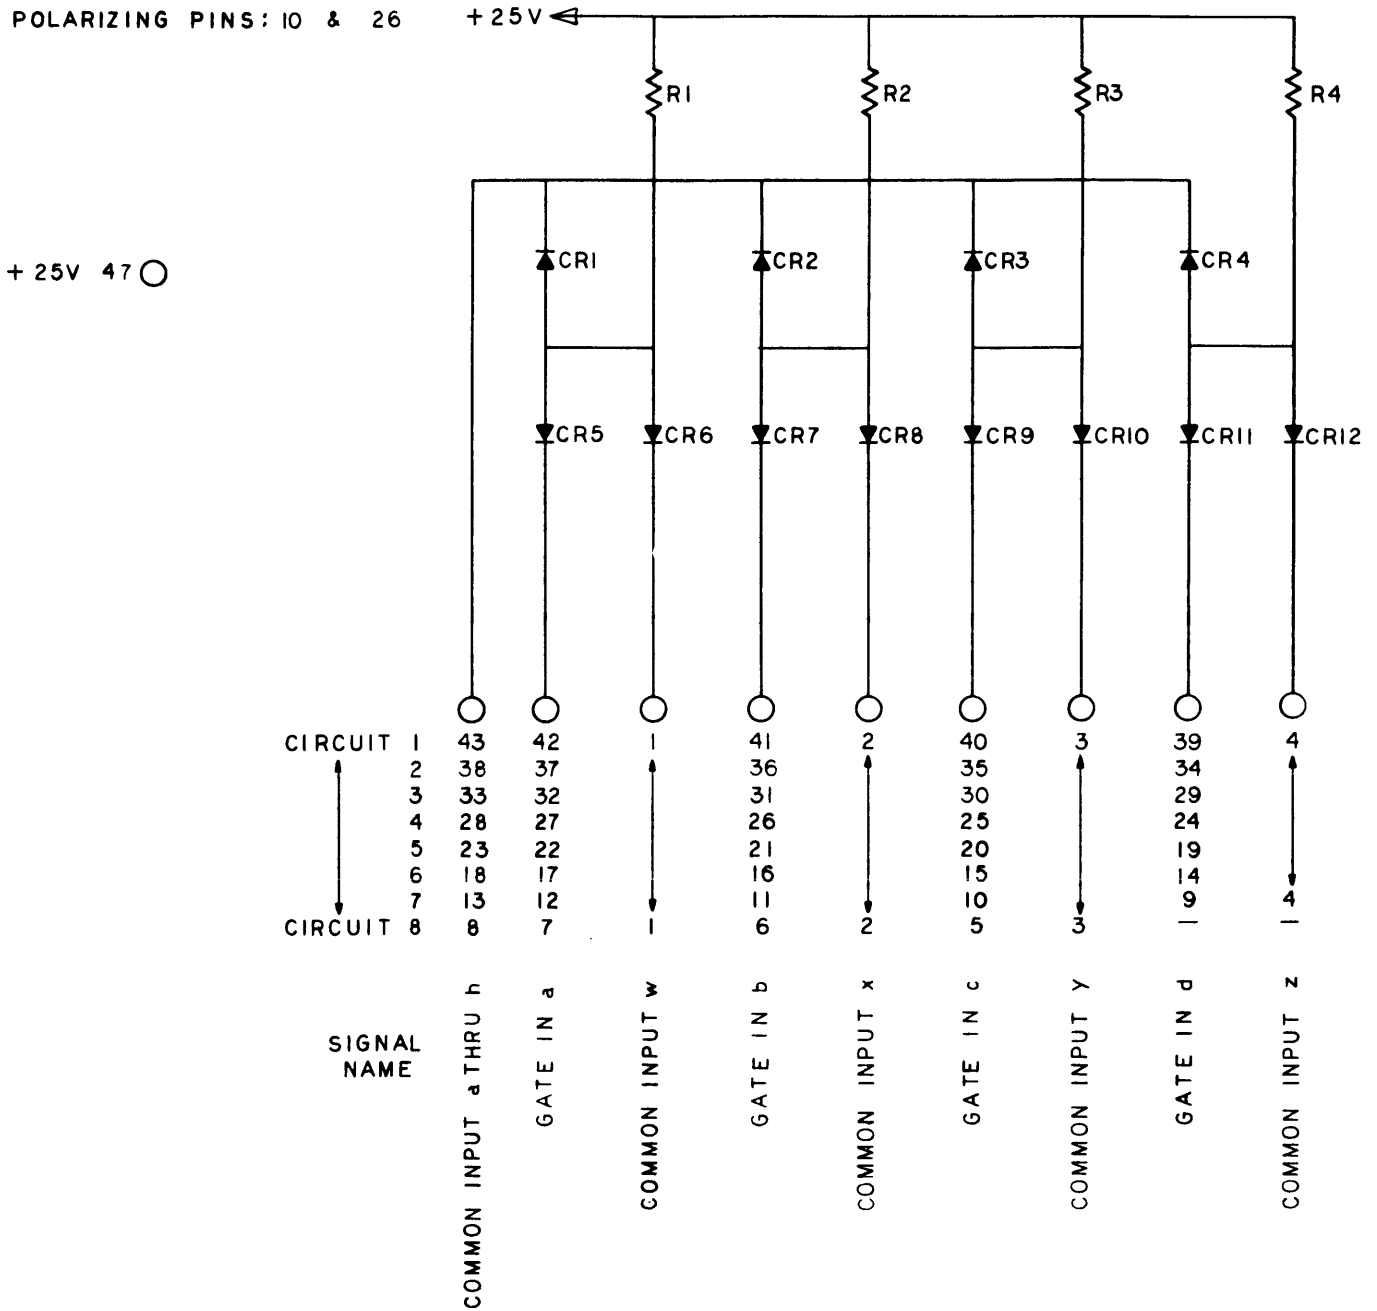 POLARIZING PINS: 10 & 26
+25V
R1 R2 R3 R4
+25V 47
CR1 CR2 CR3 CR4
CR5 CR6 CR7 CR8 CR9 CR10 CR11 CR12
CIRCUIT 1 43 42 1 41 2 40 3 39 4
2 38 37 36 35 34
3 33 32 31 30 29
4 28 27 26 25 24
5 23 22 21 20 19
6 18 17 16 15 14
7 13 12 11 10 9 4
CIRCUIT 8 8 7 1 6 2 5 3 — —
SIGNAL
NAME
COMMON INPUT a THRU h
GATE IN a
COMMON INPUT w
GATE IN b
COMMON INPUT x
GATE IN c
COMMON INPUT y
GATE IN d
COMMON INPUT z